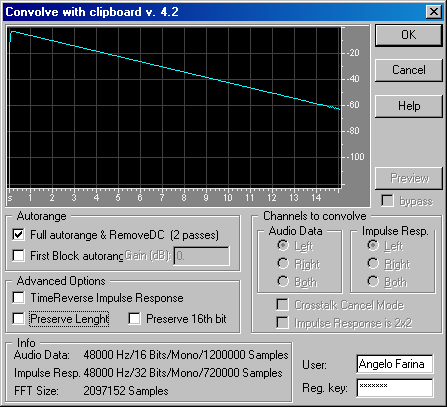 Convolve with clipboard v. 4.2
OK
Cancel
Help
Preview
bypass
-20
-40
-60
-80
-100
s 1 2 3 4 5 6 7 8 9 10 11 12 13 14
Autorange
Full autorange & RemoveDC (2 passes)
First Block autorang Gain (dB): 0.
Advanced Options
TimeReverse Impulse Response
Preserve Lenght
Preserve 16th bit
Channels to convolve
Audio Data
Left
Right
Both
Impulse Resp.
Left
Right
Both
Crosstalk Cancel Mode
Impulse Response is 2x2
Info
Audio Data: 48000 Hz/16 Bits/Mono/1200000 Samples
Impulse Resp. 48000 Hz/32 Bits/Mono/720000 Samples
FFT Size: 2097152 Samples
User: Angelo Farina
Reg. key: xxxxxxx